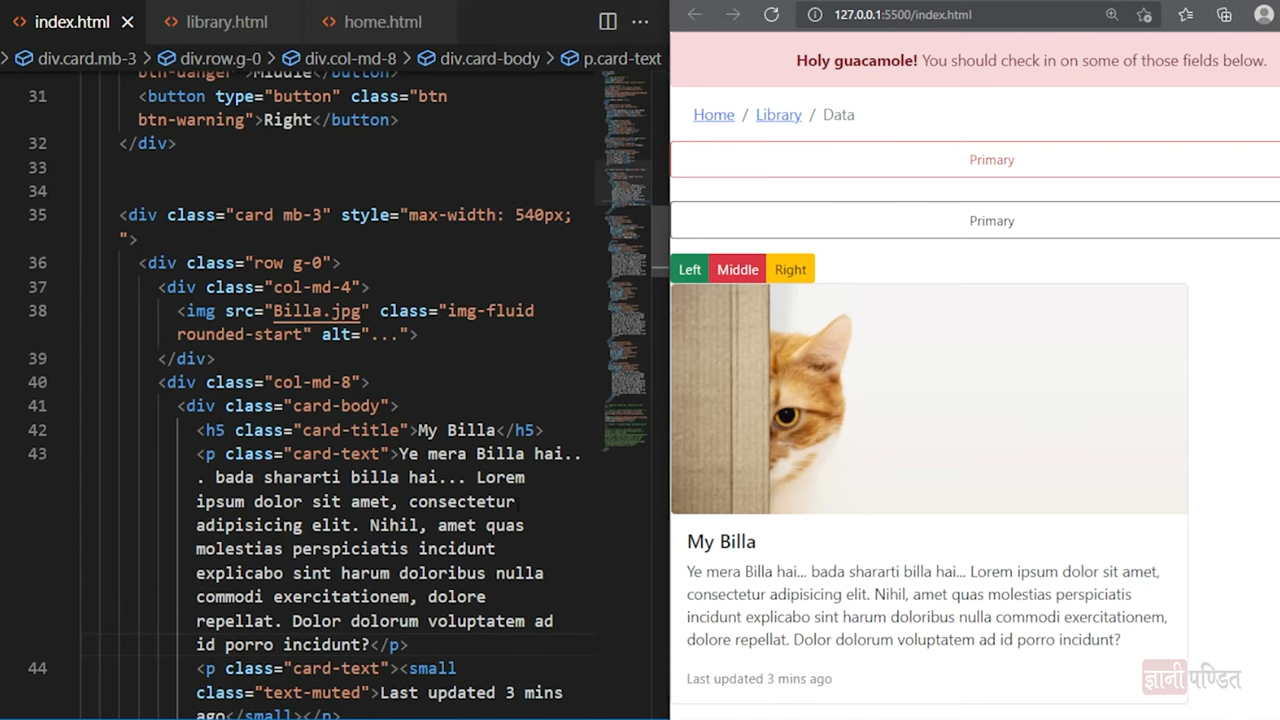 index.html
library.html
home.html
127.0.0.1:5500/index.html
div.card.mb-3
div.row.g-0
div.col-md-8
div.card-body
p.card-text
btn-danger">Middle</button>
31 <button type="button" class="btn
btn-warning">Right</button>
32 </div>
33
34
35 <div class="card mb-3" style="max-width: 540px;
">
36 <div class="row g-0">
37 <div class="col-md-4">
38 <img src="Billa.jpg" class="img-fluid
rounded-start" alt="...">
39 </div>
40 <div class="col-md-8">
41 <div class="card-body">
42 <h5 class="card-title">My Billa</h5>
43 <p class="card-text">Ye mera Billa hai..
. bada shararti billa hai... Lorem
ipsum dolor sit amet, consectetur
adipisicing elit. Nihil, amet quas
molestias perspiciatis incidunt
explicabo sint harum doloribus nulla
commodi exercitationem, dolore
repellat. Dolor dolorum voluptatem ad
id porro incidunt?</p>
44 <p class="card-text"><small
class="text-muted">Last updated 3 mins
ago</small></p>
Holy guacamole! You should check in on some of those fields below.
Home / Library / Data
Primary
Primary
Left Middle Right
My Billa
Ye mera Billa hai... bada shararti billa hai... Lorem ipsum dolor sit amet,
consectetur adipisicing elit. Nihil, amet quas molestias perspiciatis
incidunt explicabo sint harum doloribus nulla commodi exercitationem,
dolore repellat. Dolor dolorum voluptatem ad id porro incidunt?
Last updated 3 mins ago
ज्ञानी पण्डित